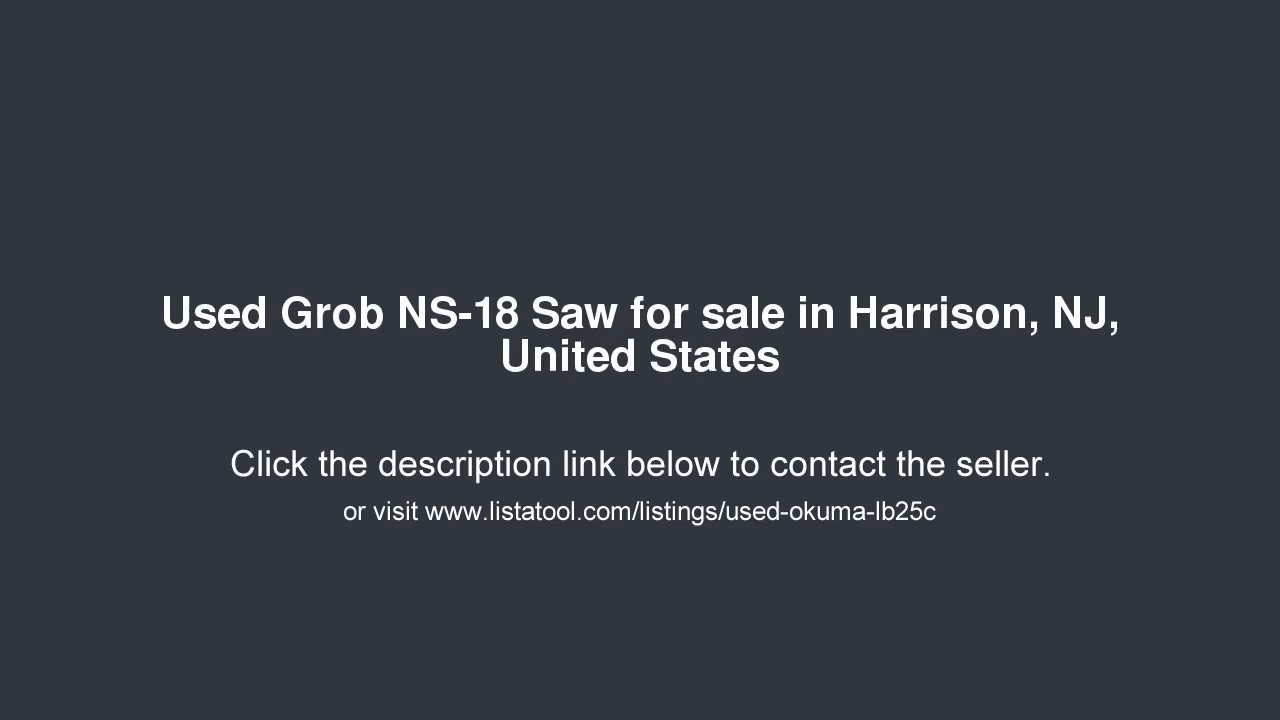 Used Grob NS-18 Saw for sale in Harrison, NJ,
United States
Click the description link below to contact the seller.
or visit www.listatool.com/listings/used-okuma-lb25c